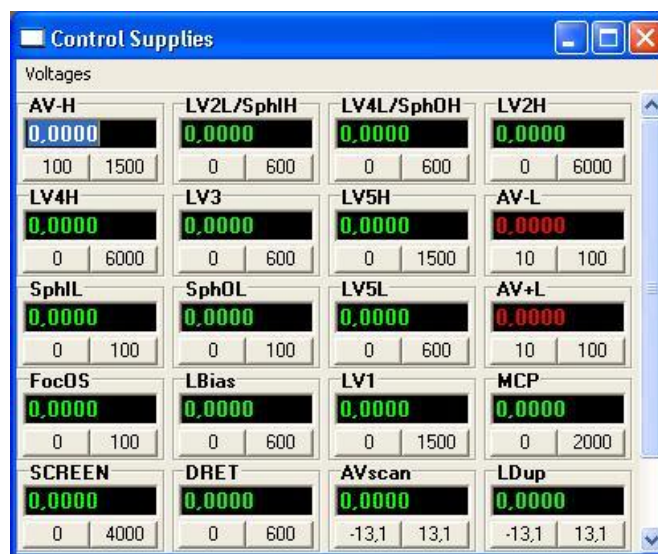 Control Supplies
Voltages
AV-H LV2L/SphIH LV4L/SphOH LV2H
0,0000 0,0000 0,0000 0,0000
100 1500 0 600 0 600 0 6000
LV4H LV3 LV5H AV-L
0,0000 0,0000 0,0000 0,0000
0 6000 0 600 0 1500 10 100
SphIL SphOL LV5L AV+L
0,0000 0,0000 0,0000 0,0000
0 100 0 100 0 600 10 100
FocOS LBias LV1 MCP
0,0000 0,0000 0,0000 0,0000
0 100 0 600 0 1500 0 2000
SCREEN DRET AVscan LDup
0,0000 0,0000 0,0000 0,0000
0 4000 0 600 -13,1 13,1 -13,1 13,1